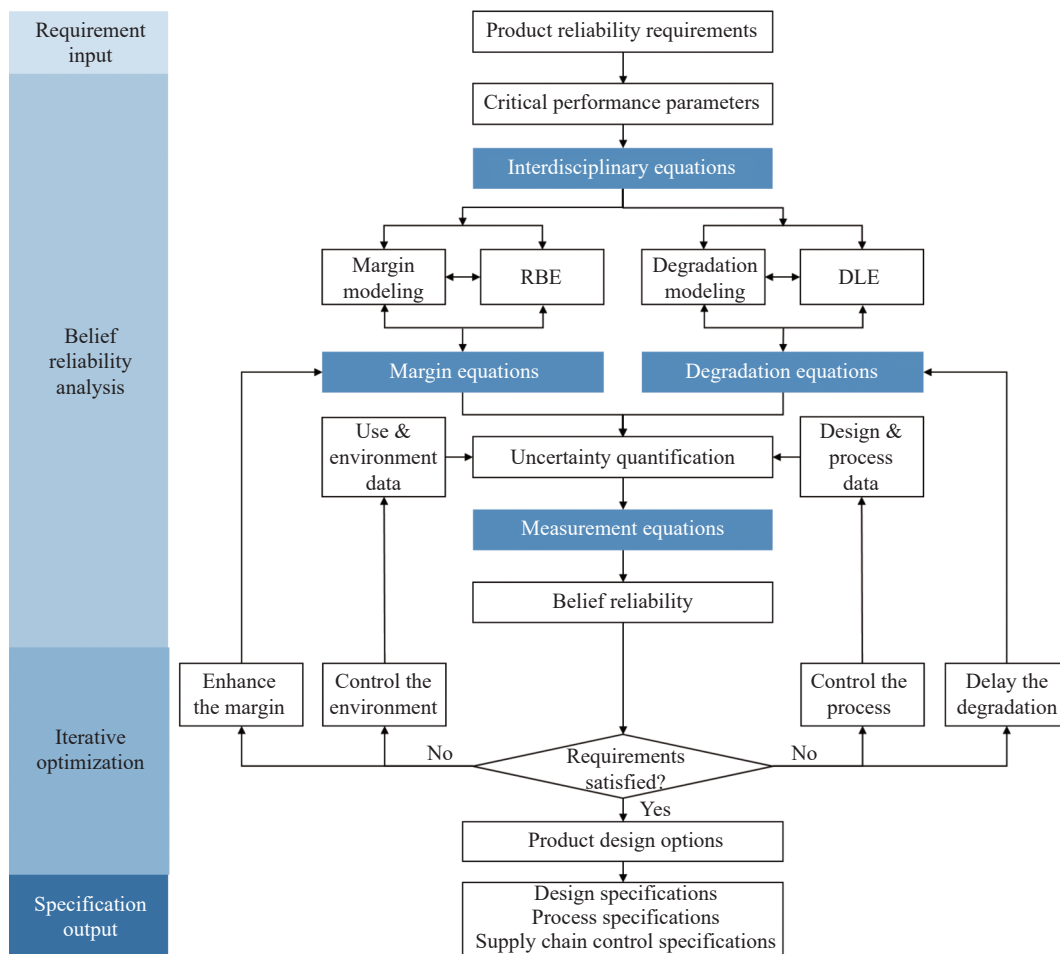 Requirement
input
Product reliability requirements
Critical performance parameters
Interdisciplinary equations
Margin
modeling
RBE
Degradation
modeling
DLE
Belief
reliability
analysis
Margin equations
Degradation equations
Use &
environment
data
Uncertainty quantification
Design &
process
data
Measurement equations
Belief reliability
Enhance
the margin
Control the
environment
Control the
process
Delay the
degradation
Iterative
optimization
No
Requirements
satisfied?
No
Yes
Product design options
Specification
output
Design specifications
Process specifications
Supply chain control specifications